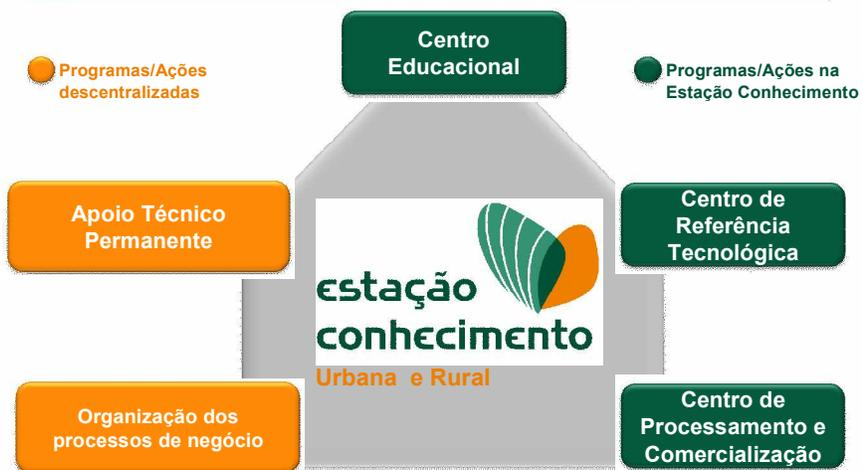 Centro
Educacional
Programas/Ações
descentralizadas
Programas/Ações na
Estação Conhecimento
Apoio Técnico
Permanente
Centro de
Referência
Tecnológica
estação
conhecimento
Urbana e Rural
Organização dos
processos de negócio
Centro de
Processamento e
Comercialização